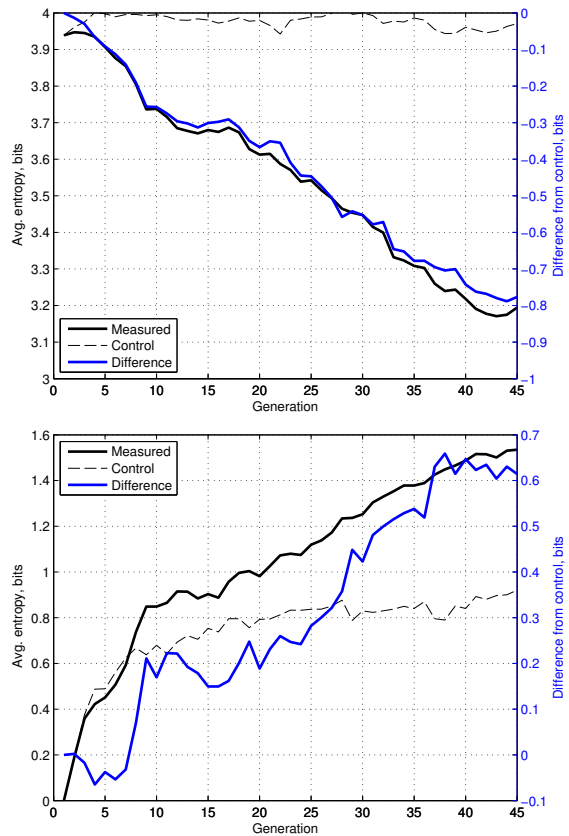 4
3.9
3.8
3.7
3.6
3.5
3.4
3.3
3.2
3.1
3
0
−0.1
−0.2
−0.3
−0.4
−0.5
−0.6
−0.7
−0.8
−0.9
−1
Avg. entropy, bits
Difference from control, bits
Measured
Control
Difference
0 5 10 15 20 25 30 35 40 45
Generation
1.6
1.4
1.2
1
0.8
0.6
0.4
0.2
0
0.7
0.6
0.5
0.4
0.3
0.2
0.1
0
−0.1
Avg. entropy, bits
Difference from control, bits
Measured
Control
Difference
0 5 10 15 20 25 30 35 40 45
Generation